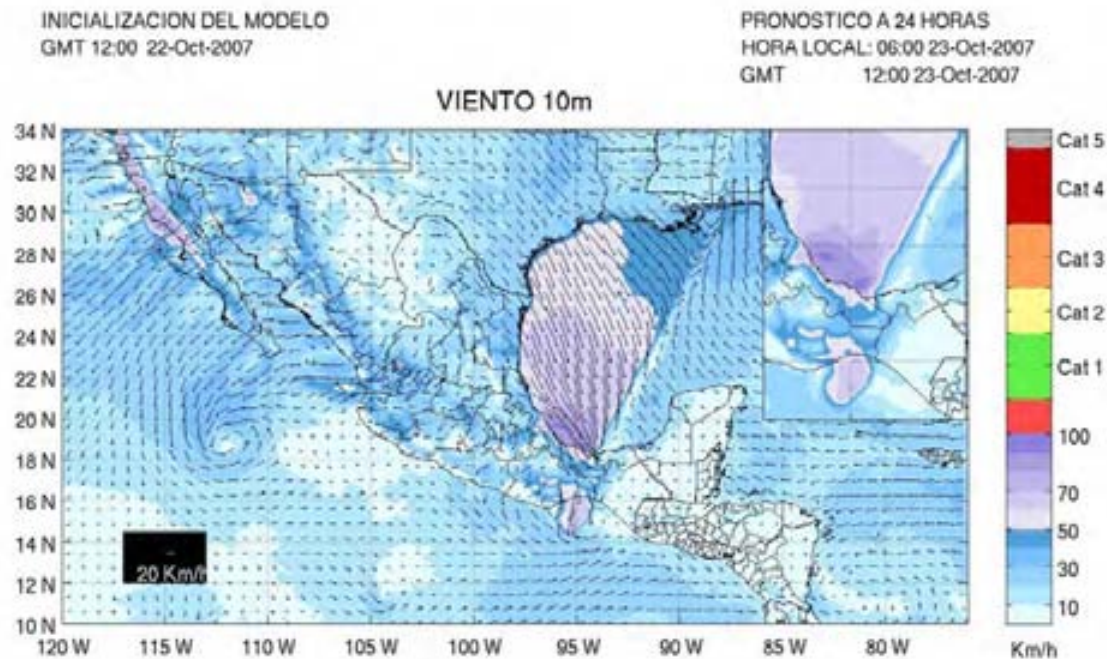 INICIALIZACION DEL MODELO
GMT 12:00 22-Oct-2007
PRONOSTICO A 24 HORAS
HORA LOCAL: 06:00 23-Oct-2007
GMT 12:00 23-Oct-2007
VIENTO 10m
34 N
32 N
30 N
28 N
26 N
24 N
22 N
20 N
18 N
16 N
14 N
12 N
10 N
20 Km/h
120 W 115 W 110 W 105 W 100 W 95 W 90 W 85 W 80 W
Cat 5
Cat 4
Cat 3
Cat 2
Cat 1
100
70
50
30
10
Km/h